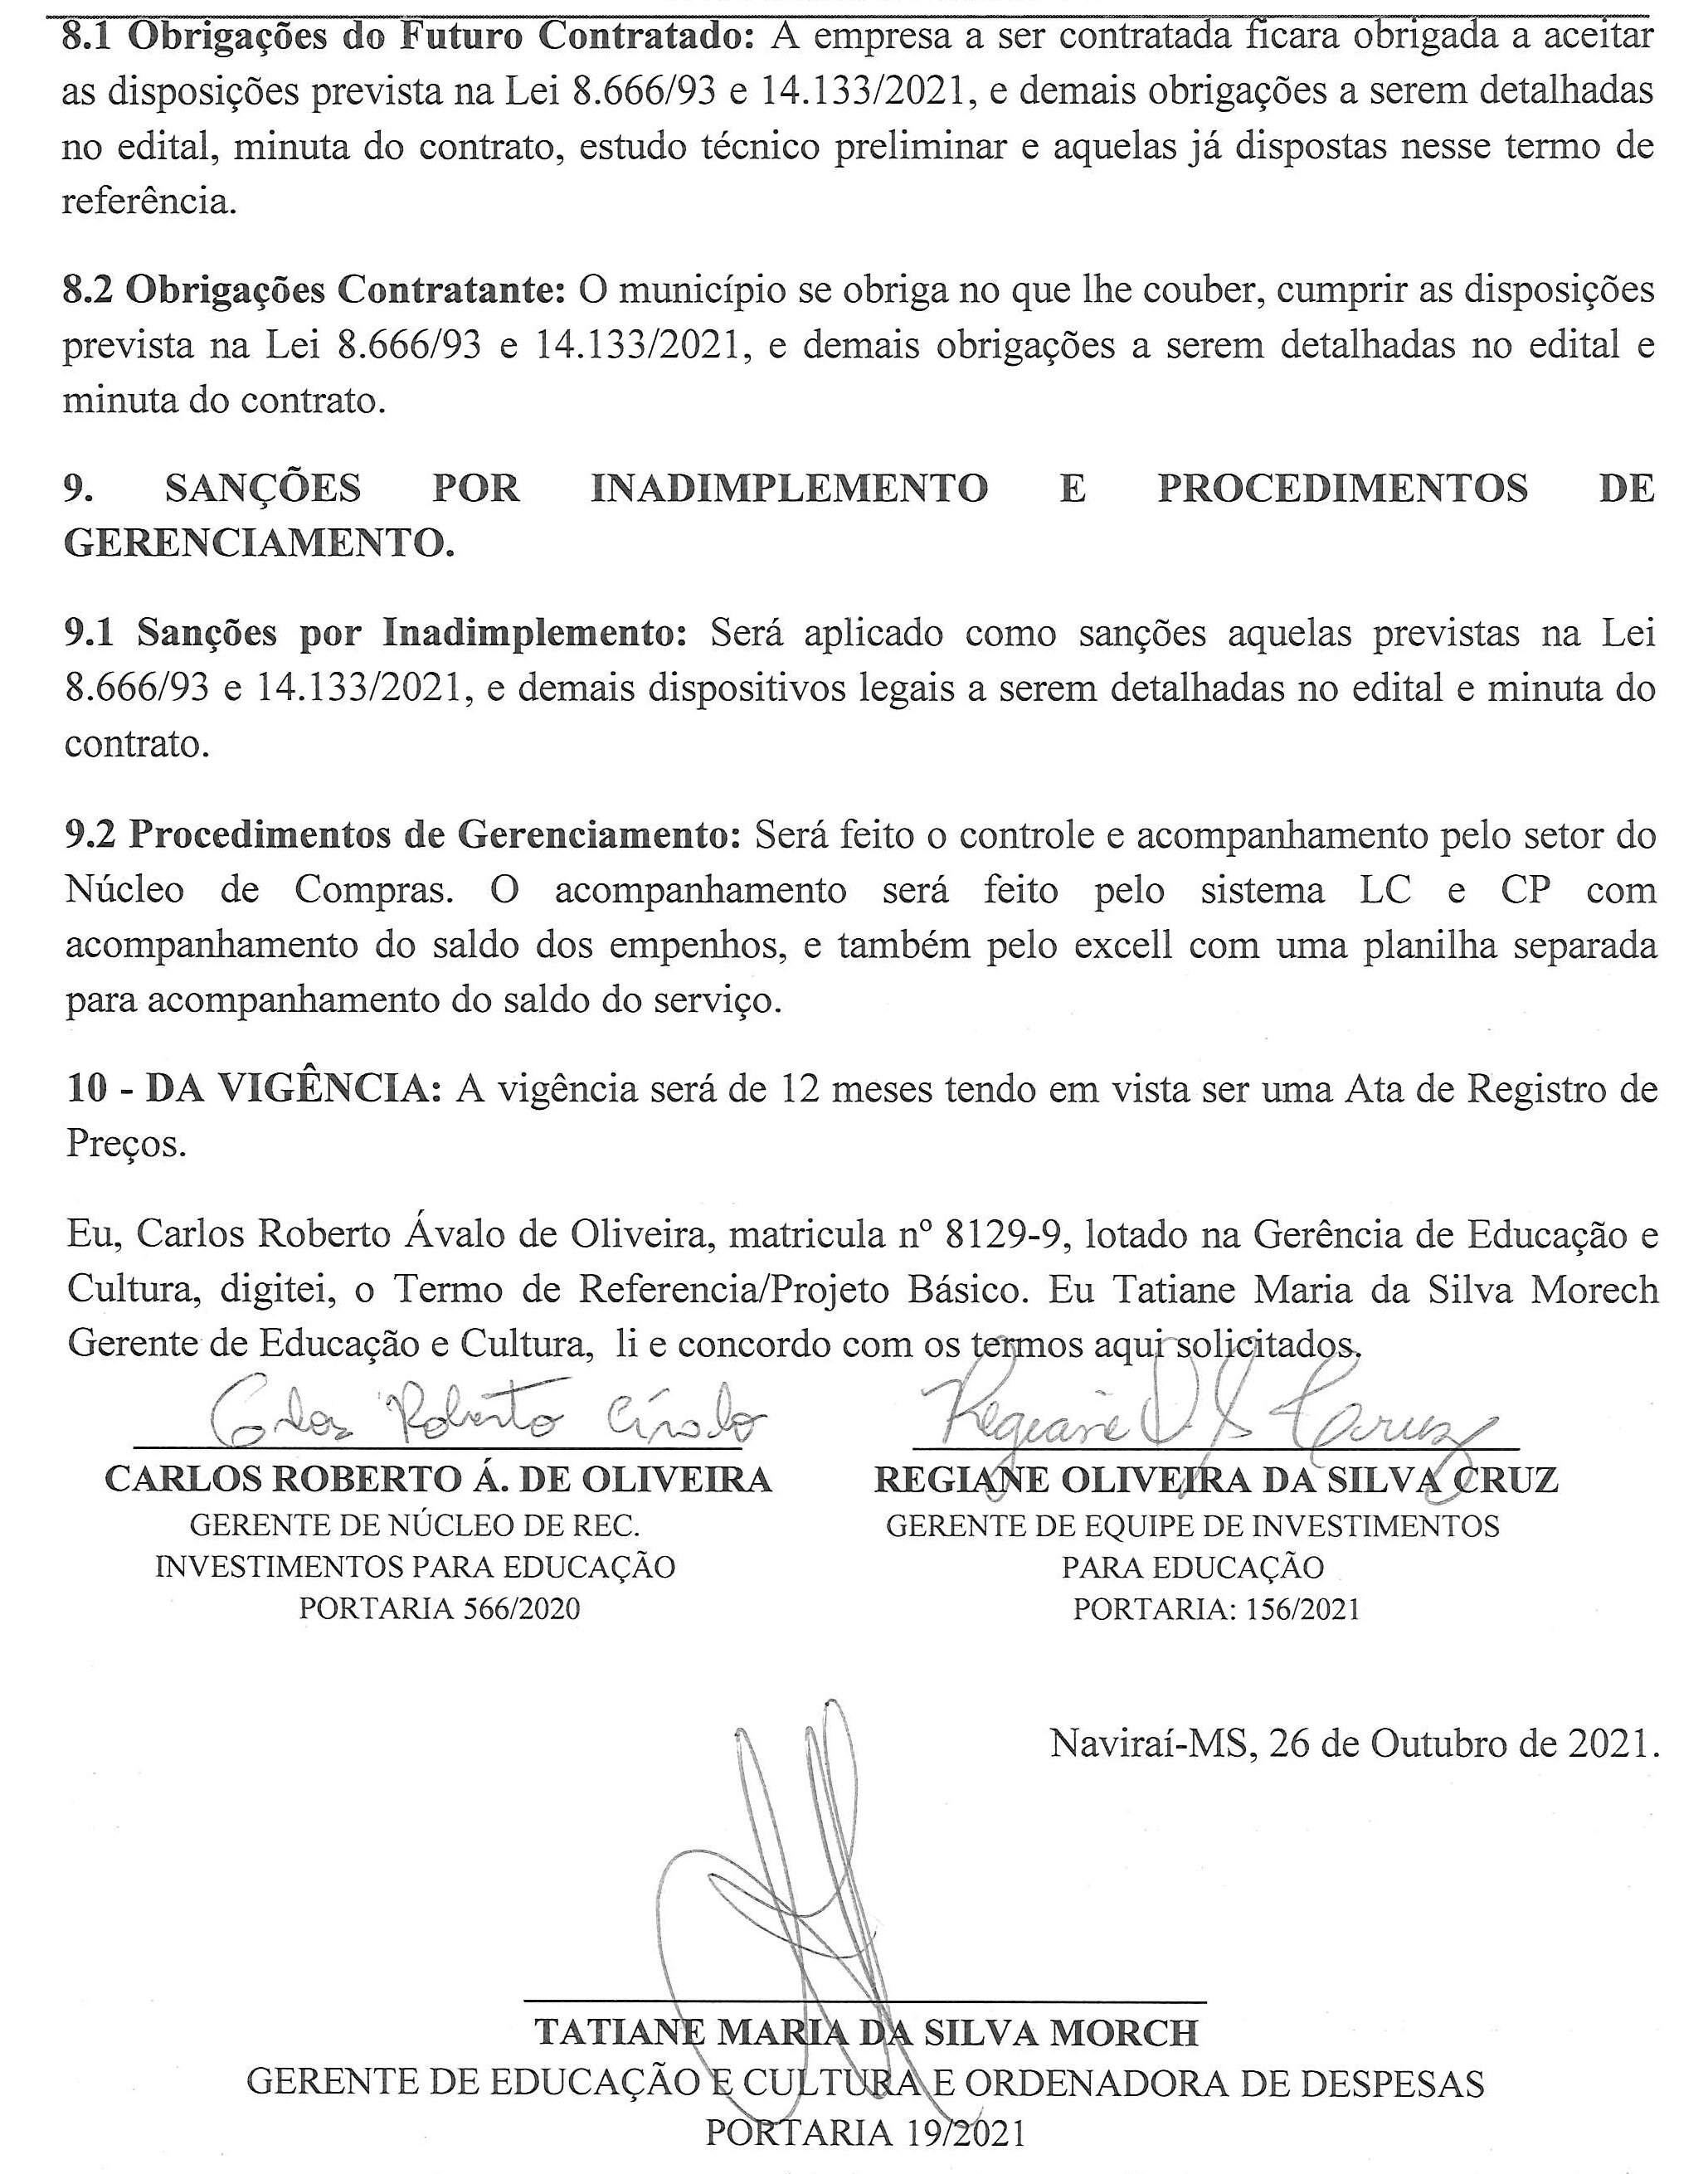 8.1 Obrigações do Futuro Contratado: A empresa a ser contratada ficara obrigada a aceitar
as disposições prevista na Lei 8.666/93 e 14.133/2021, e demais obrigações a serem detalhadas
no edital, minuta do contrato, estudo técnico preliminar e aquelas já dispostas nesse termo de
referência.
8.2 Obrigações Contratante: O município se obriga no que lhe couber, cumprir as disposições
prevista na Lei 8.666/93 e 14.133/2021, e demais obrigações a serem detalhadas no edital e
minuta do contrato.
9. SANÇÕES POR INADIMPLEMENTO E PROCEDIMENTOS DE
GERENCIAMENTO.
9.1 Sanções por Inadimplemento: Será aplicado como sanções aquelas previstas na Lei
8.666/93 e 14.133/2021, e demais dispositivos legais a serem detalhadas no edital e minuta do
contrato.
9.2 Procedimentos de Gerenciamento: Será feito o controle e acompanhamento pelo setor do
Núcleo de Compras. O acompanhamento será feito pelo sistema LC e CP com
acompanhamento do saldo dos empenhos, e também pelo excell com uma planilha separada
para acompanhamento do saldo do serviço.
10 - DA VIGÊNCIA: A vigência será de 12 meses tendo em vista ser uma Ata de Registro de
Preços.
Eu, Carlos Roberto Ávalo de Oliveira, matricula nº 8129-9, lotado na Gerência de Educação e
Cultura, digitei, o Termo de Referencia/Projeto Básico. Eu Tatiane Maria da Silva Morech
Gerente de Educação e Cultura, li e concordo com os termos aqui solicitados.
Carlos Roberto Regiane Cruz
CARLOS ROBERTO Á. DE OLIVEIRA REGIANE OLIVEIRA DA SILVA CRUZ
GERENTE DE NÚCLEO DE REC. GERENTE DE EQUIPE DE INVESTIMENTOS
INVESTIMENTOS PARA EDUCAÇÃO PARA EDUCAÇÃO
PORTARIA 566/2020 PORTARIA: 156/2021
Naviraí-MS, 26 de Outubro de 2021.
TATIANE MARIA DA SILVA MORCH
GERENTE DE EDUCAÇÃO E CULTURA E ORDENADORA DE DESPESAS
PORTARIA 19/2021